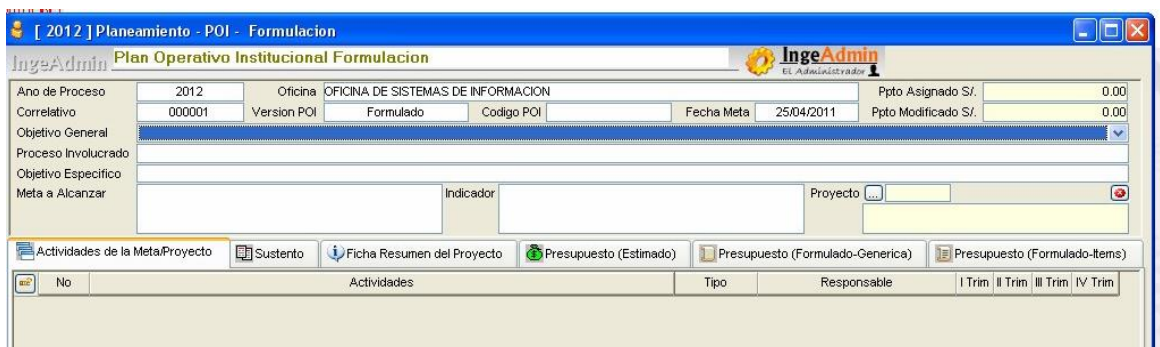 [ 2012 ] Planeamiento - POI - Formulacion
IngeAdmin Plan Operativo Institucional Formulacion IngeAdmin
El Administrador
Ano de Proceso 2012 Oficina OFICINA DE SISTEMAS DE INFORMACION Ppto Asignado S/. 0.00
Correlativo 000001 Version POI Formulado Codigo POI Fecha Meta 25/04/2011 Ppto Modificado S/. 0.00
Objetivo General
Proceso Involucrado
Objetivo Especifico
Meta a Alcanzar Indicador Proyecto ...
Actividades de la Meta/Proyecto Sustento Ficha Resumen del Proyecto Presupuesto (Estimado) Presupuesto (Formulado-Generica) Presupuesto (Formulado-Items)
No Actividades Tipo Responsable I Trim II Trim III Trim IV Trim